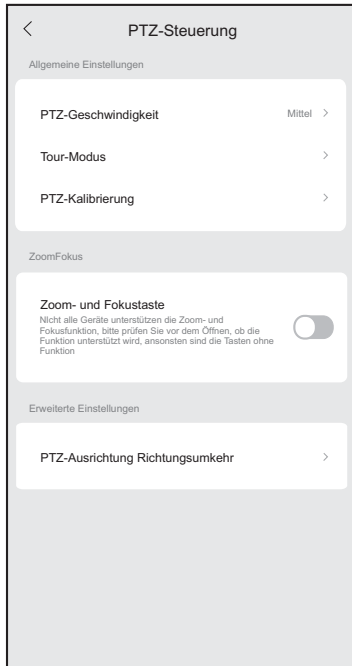 PTZ-Steuerung
Allgemeine Einstellungen
PTZ-Geschwindigkeit Mittel
Tour-Modus
PTZ-Kalibrierung
ZoomFokus
Zoom- und Fokustaste
NIcht alle Geräte unterstützen die Zoom- und
Fokusfunktion, bitte prüfen Sie vor dem Öffnen, ob die
Funktion unterstützt wird, ansonsten sind die Tasten ohne
Funktion
Erweiterte Einstellungen
PTZ-Ausrichtung Richtungsumkehr